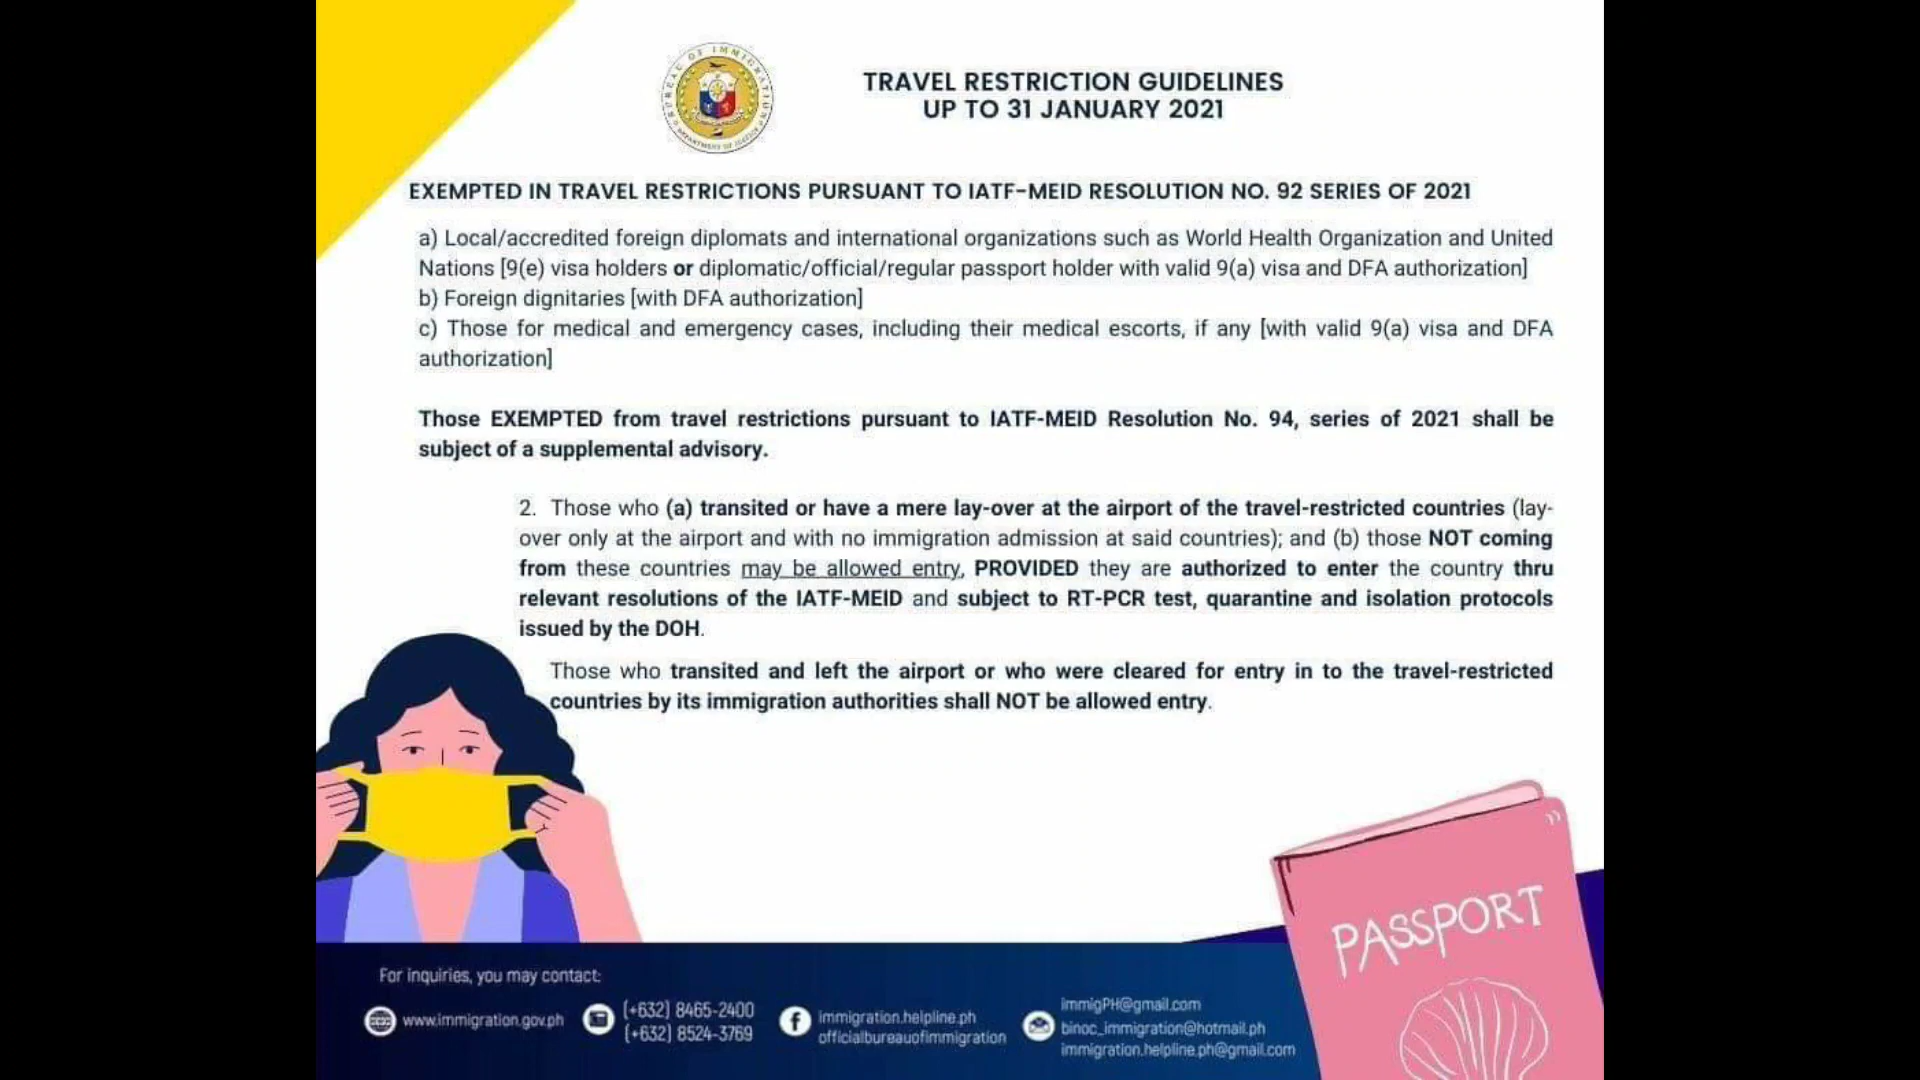 BUREAU OF IMMIGRATION
DEPARTMENT OF JUSTICE
TRAVEL RESTRICTION GUIDELINES
UP TO 31 JANUARY 2021
EXEMPTED IN TRAVEL RESTRICTIONS PURSUANT TO IATF-MEID RESOLUTION NO. 92 SERIES OF 2021
a) Local/accredited foreign diplomats and international organizations such as World Health Organization and United
Nations [9(e) visa holders or diplomatic/official/regular passport holder with valid 9(a) visa and DFA authorization]
b) Foreign dignitaries [with DFA authorization]
c) Those for medical and emergency cases, including their medical escorts, if any [with valid 9(a) visa and DFA
authorization]
Those EXEMPTED from travel restrictions pursuant to IATF-MEID Resolution No. 94, series of 2021 shall be
subject of a supplemental advisory.
2. Those who (a) transited or have a mere lay-over at the airport of the travel-restricted countries (lay-
over only at the airport and with no immigration admission at said countries); and (b) those NOT coming
from these countries may be allowed entry, PROVIDED they are authorized to enter the country thru
relevant resolutions of the IATF-MEID and subject to RT-PCR test, quarantine and isolation protocols
issued by the DOH.
Those who transited and left the airport or who were cleared for entry in to the travel-restricted
countries by its immigration authorities shall NOT be allowed entry.
PASSPORT
For inquiries, you may contact:
www.immigration.gov.ph
(+632) 8465-2400
(+632) 8524-3769
immigration.helpline.ph
officialbureauofimmigration
immigPH@gmail.com
binoc_immigration@hotmail.ph
immigration.helpline.ph@gmail.com